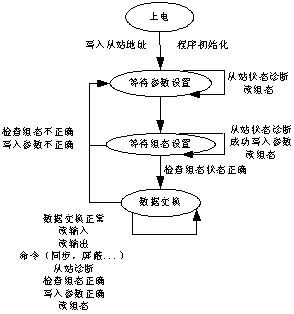 上电
写入从站地址 程序初始化
等待参数设置
从站状态诊断
改组态
检查组态不正确
写入参数不正确
等待组态设置
从站状态诊断
成功写入参数
改组态
检查组态状态正确
数据交换
数据交换正常
读输入
读输出
命令(同步，屏蔽...)
从站诊断
检查组态正确
写入参数正确
改组态